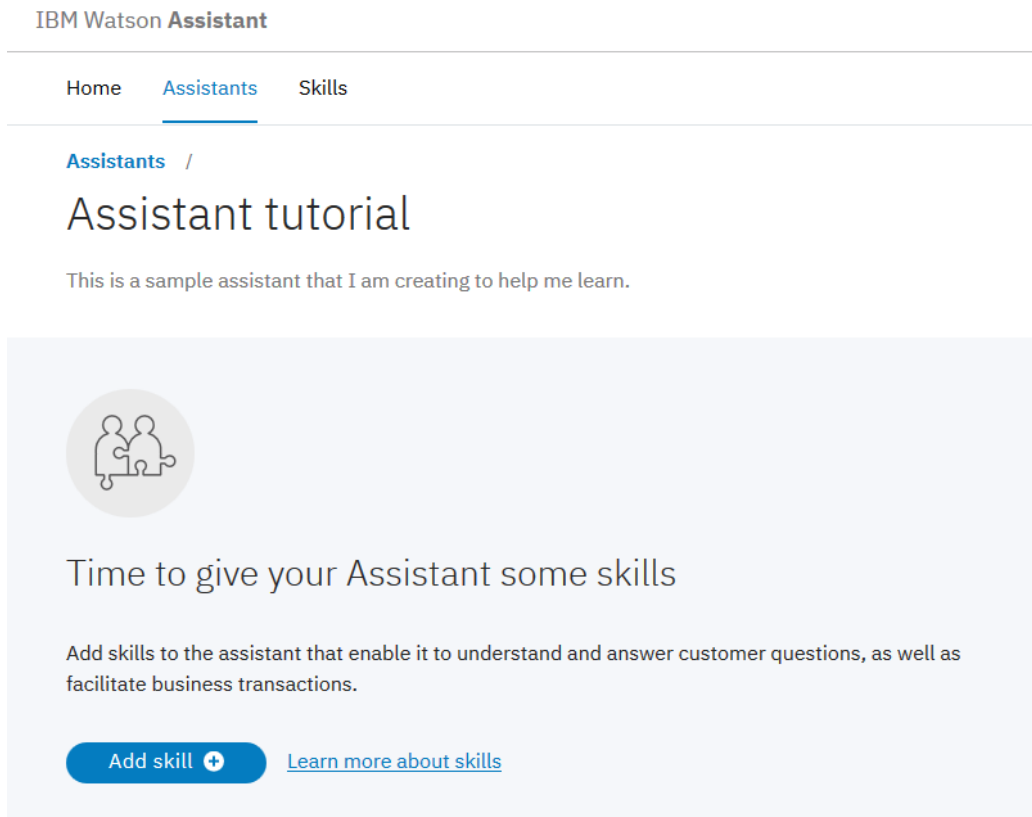 IBM Watson Assistant
Home Assistants Skills
Assistants /
Assistant tutorial
This is a sample assistant that I am creating to help me learn.
Time to give your Assistant some skills
Add skills to the assistant that enable it to understand and answer customer questions, as well as
facilitate business transactions.
Add skill Learn more about skills